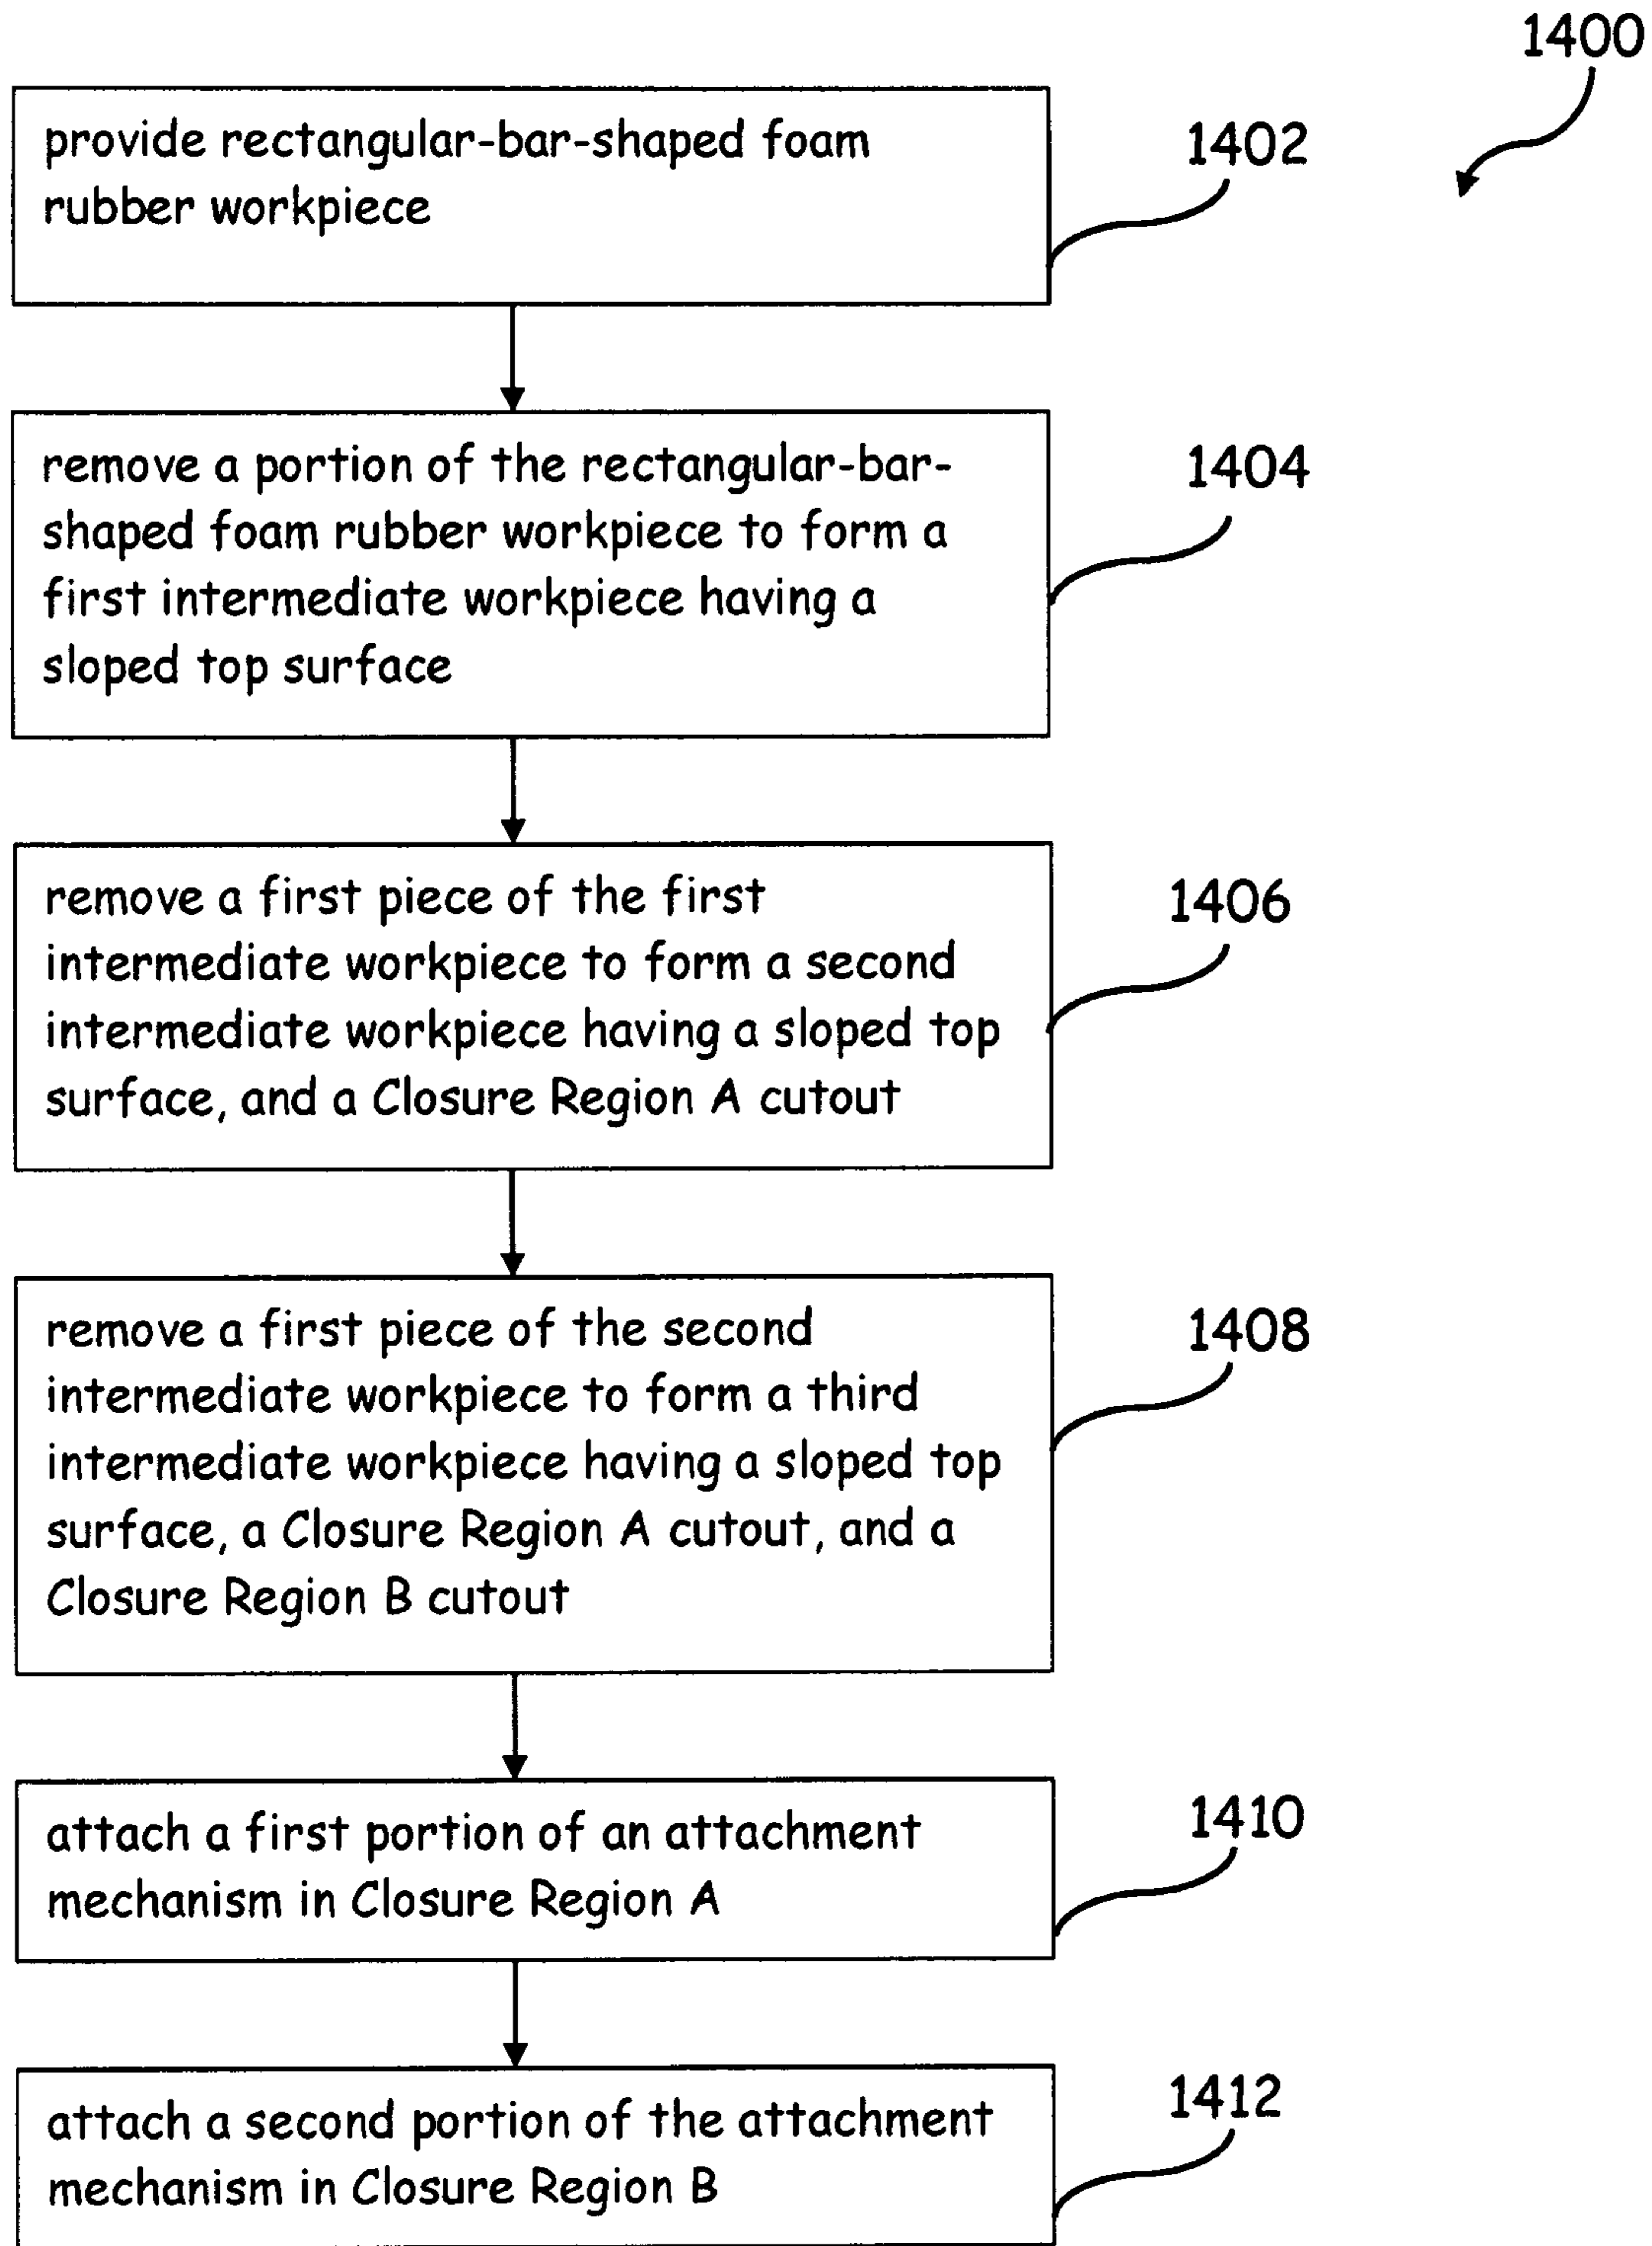 1400
provide rectangular-bar-shaped foam
rubber workpiece
1402
remove a portion of the rectangular-bar-
shaped foam rubber workpiece to form a
first intermediate workpiece having a
sloped top surface
1404
remove a first piece of the first
intermediate workpiece to form a second
intermediate workpiece having a sloped top
surface, and a Closure Region A cutout
1406
remove a first piece of the second
intermediate workpiece to form a third
intermediate workpiece having a sloped top
surface, a Closure Region A cutout, and a
Closure Region B cutout
1408
attach a first portion of an attachment
mechanism in Closure Region A
1410
attach a second portion of the attachment
mechanism in Closure Region B
1412